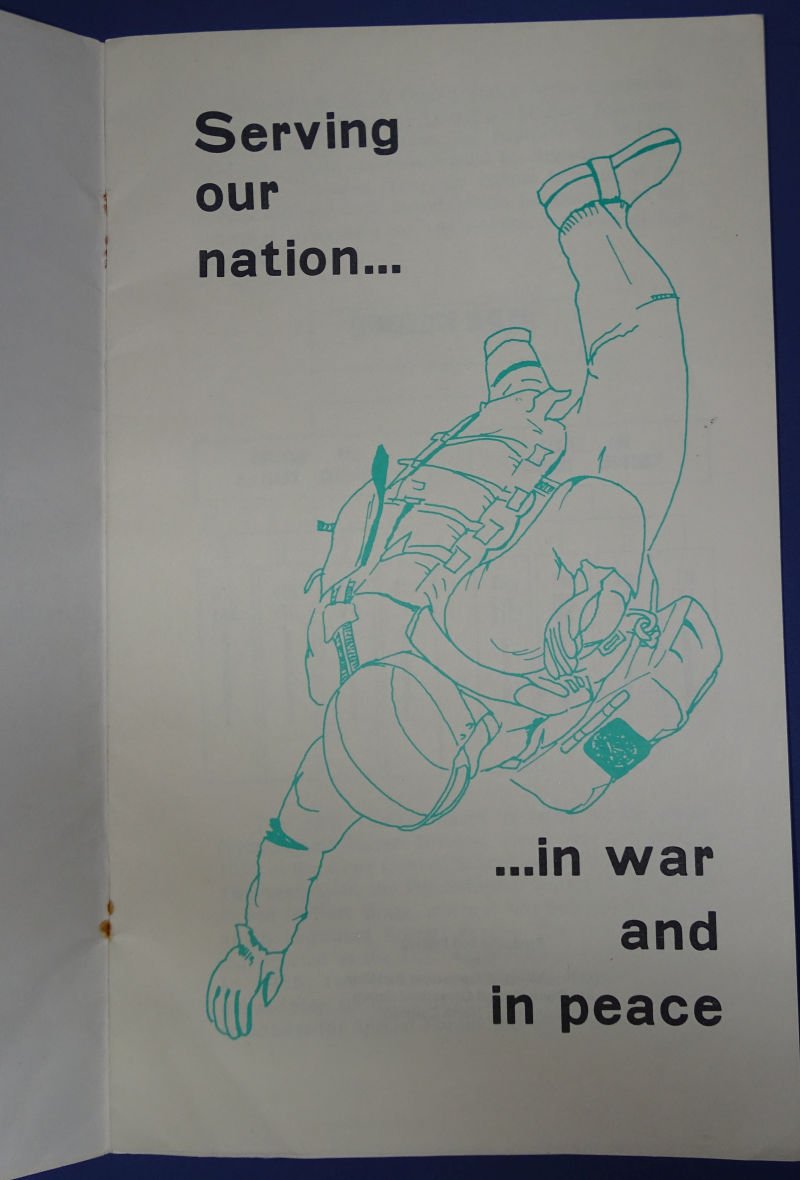 Serving
our
nation...
...in war
and
in peace